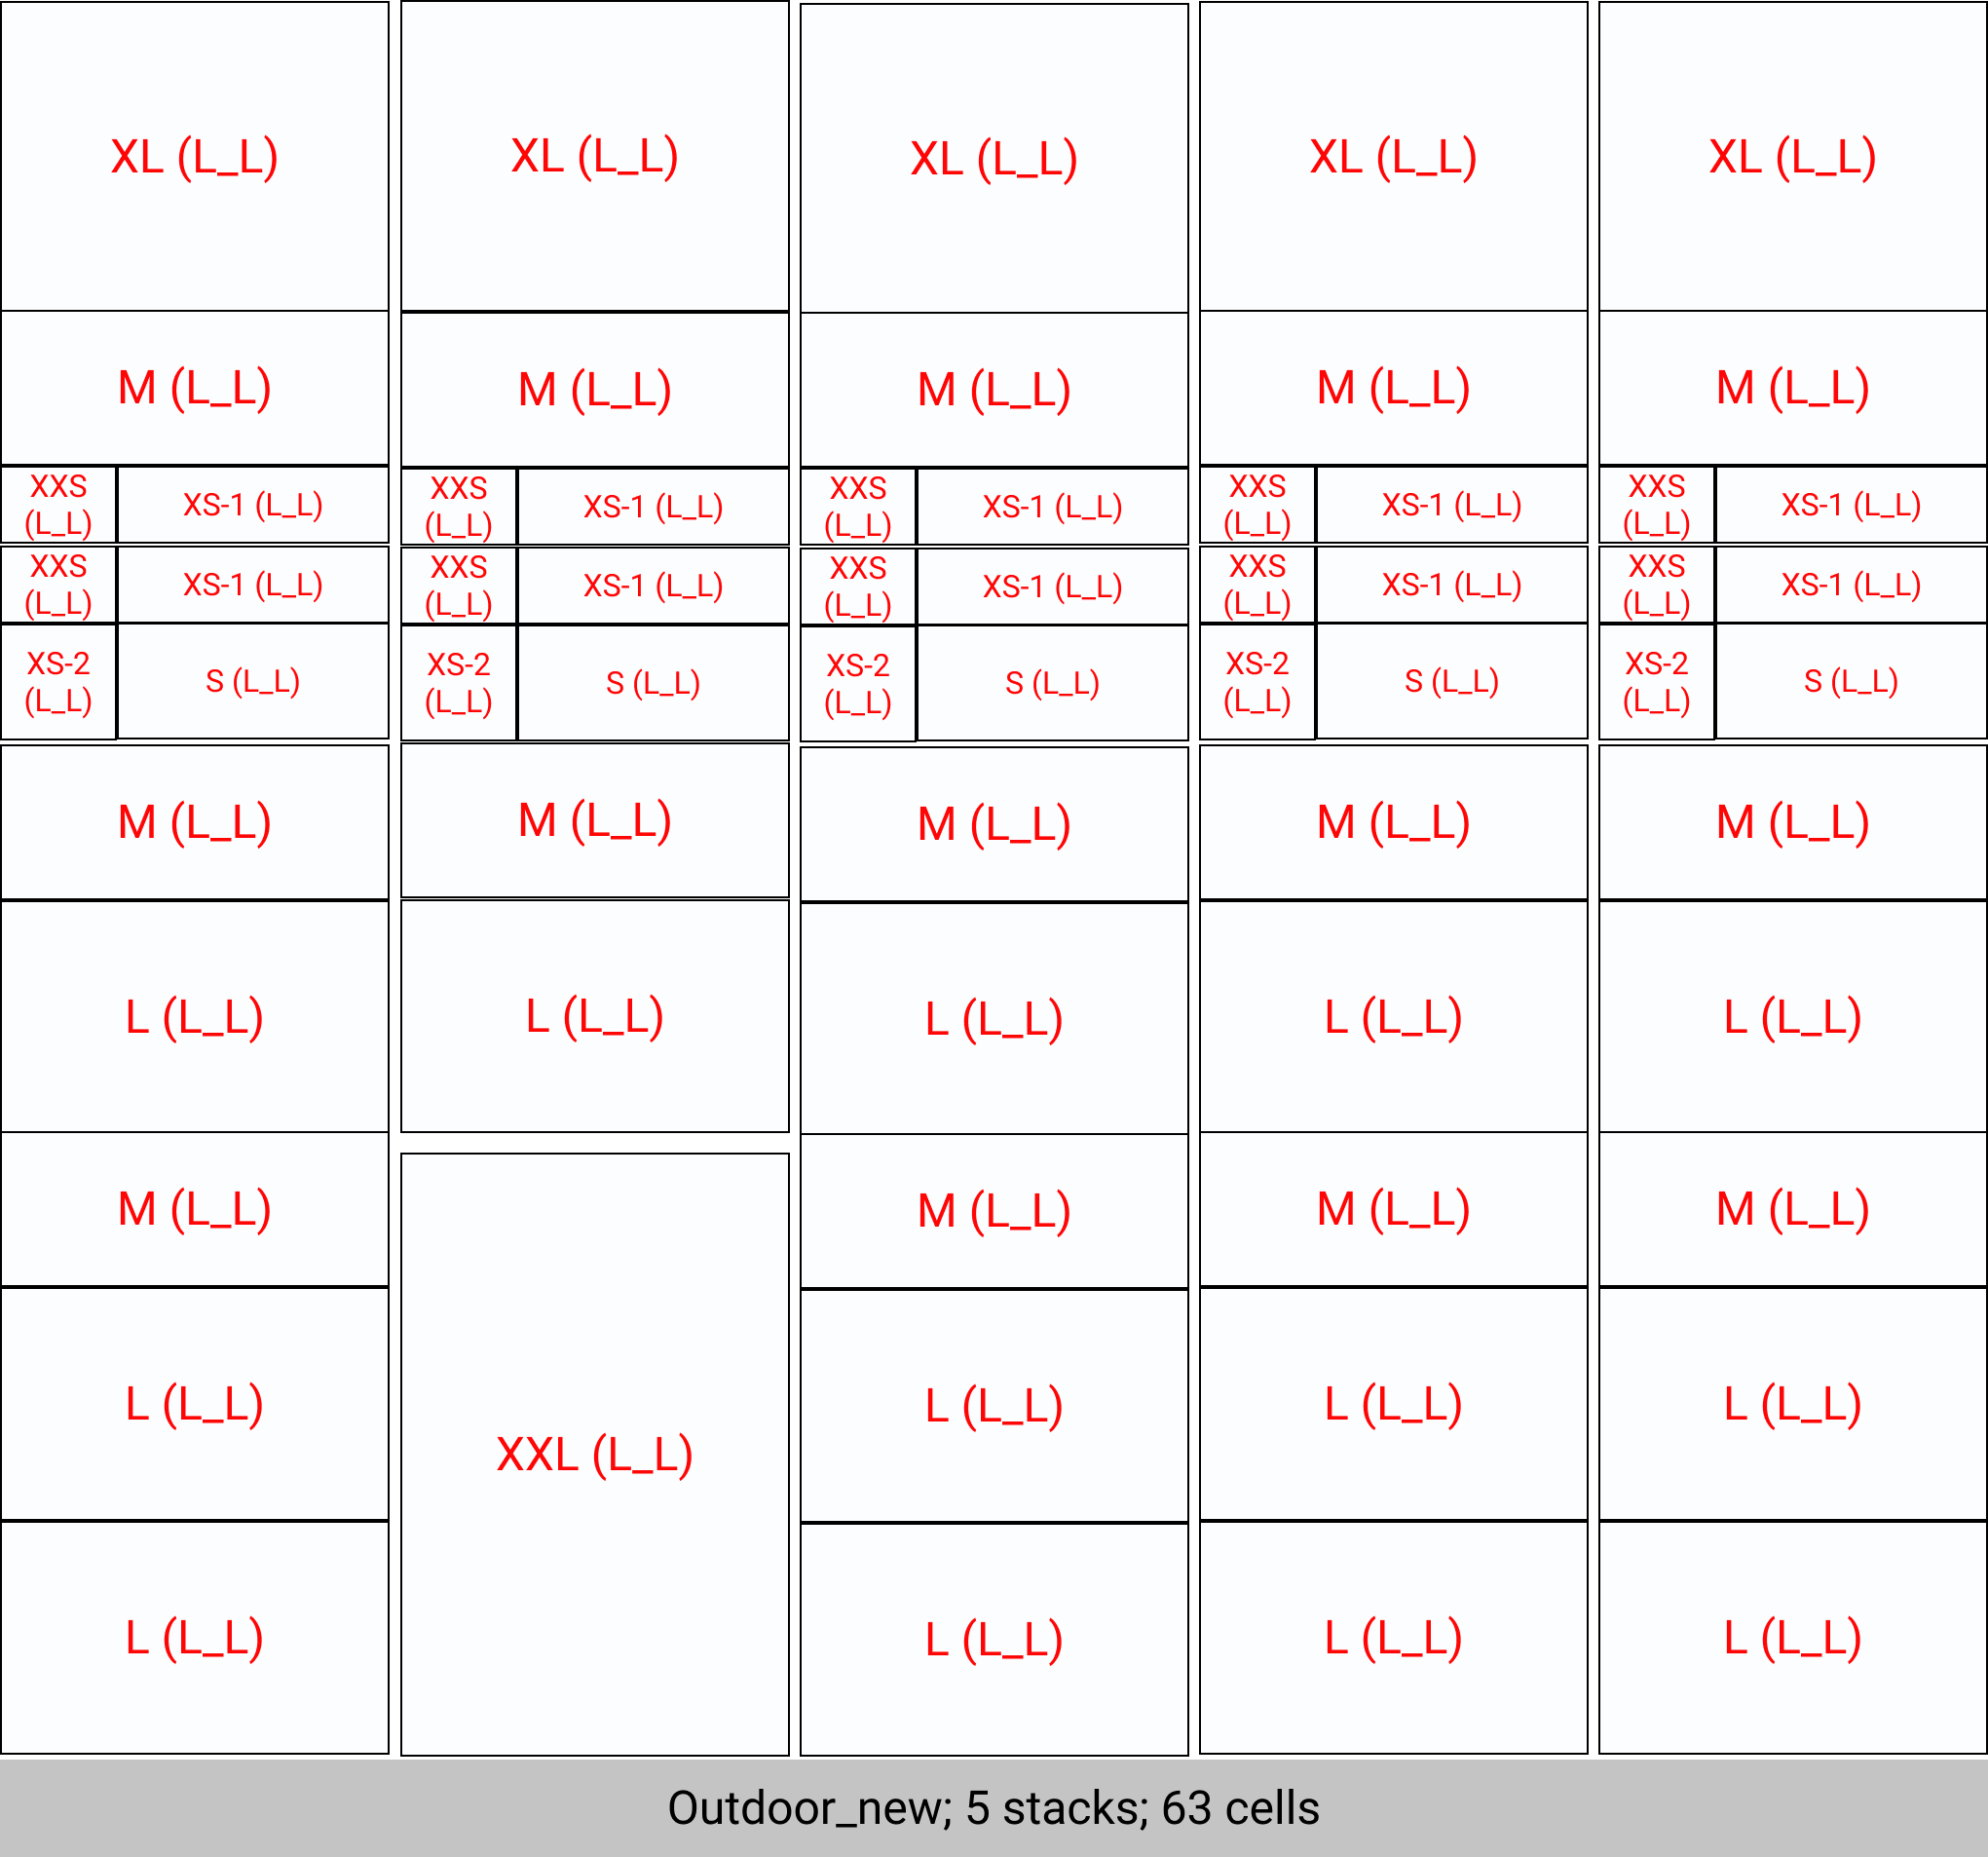 XL (L_L) XL (L_L) XL (L_L) XL (L_L) XL (L_L)
M (L_L) M (L_L) M (L_L) M (L_L) M (L_L)
XXS XS-1 (L_L) XXS XS-1 (L_L) XXS XS-1 (L_L) XXS XS-1 (L_L) XXS XS-1 (L_L)
(L_L) (L_L) (L_L) (L_L) (L_L)
XXS XS-1 (L_L) XXS XS-1 (L_L) XXS XS-1 (L_L) XXS XS-1 (L_L) XXS XS-1 (L_L)
(L_L) (L_L) (L_L) (L_L) (L_L)
XS-2 S (L_L) XS-2 S (L_L) XS-2 S (L_L) XS-2 S (L_L) XS-2 S (L_L)
(L_L) (L_L) (L_L) (L_L) (L_L)
M (L_L) M (L_L) M (L_L) M (L_L) M (L_L)
L (L_L) L (L_L) L (L_L) L (L_L) L (L_L)
M (L_L) M (L_L) M (L_L) M (L_L)
L (L_L) XXL (L_L) L (L_L) L (L_L) L (L_L)
L (L_L) L (L_L) L (L_L) L (L_L)
Outdoor_new; 5 stacks; 63 cells